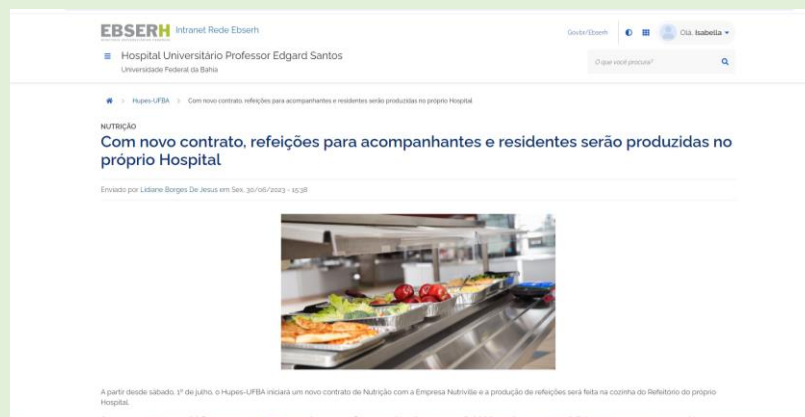 EBSERH Intranet Rede Ebserh
Gov.br/Ebserh
Olá, Isabella
Hospital Universitário Professor Edgard Santos
Universidade Federal da Bahia
O que você procura?
Hupes-UFBA > Com novo contrato, refeições para acompanhantes e residentes serão produzidas no próprio Hospital
NUTRIÇÃO
Com novo contrato, refeições para acompanhantes e residentes serão produzidas no
próprio Hospital
Enviado por Lidiane Borges De Jesus em Sex, 30/06/2023 - 15:38
A partir desde sábado, 1º de julho, o Hupes-UFBA iniciará um novo contrato de Nutrição com a Empresa Nutriville e a produção de refeições será feita na cozinha do Refeitório do próprio
Hospital.